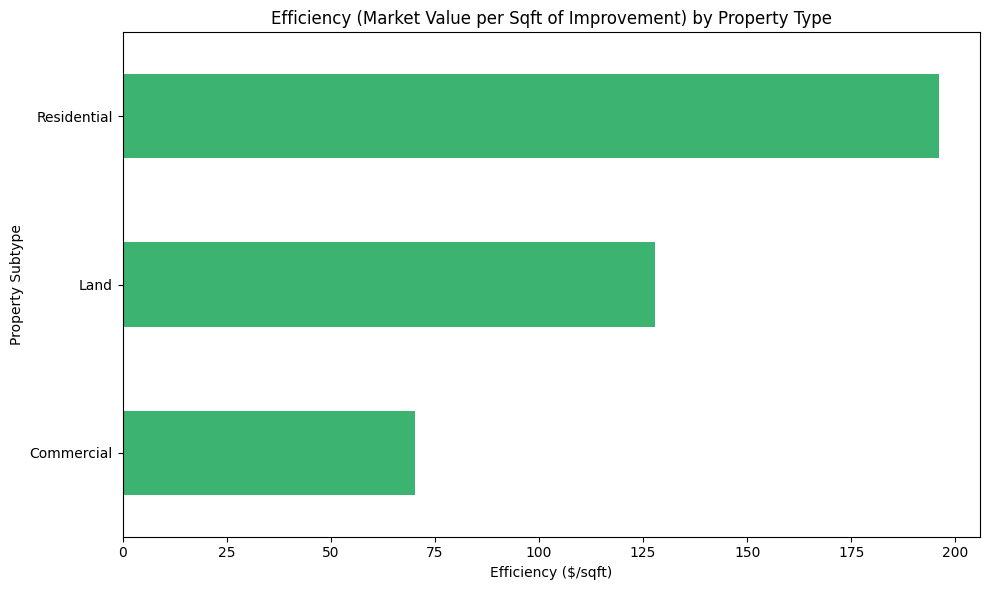 Efficiency (Market Value per Sqft of Improvement) by Property Type
Property Subtype
Residential
Land
Commercial
0 25 50 75 100 125 150 175 200
Efficiency ($/sqft)